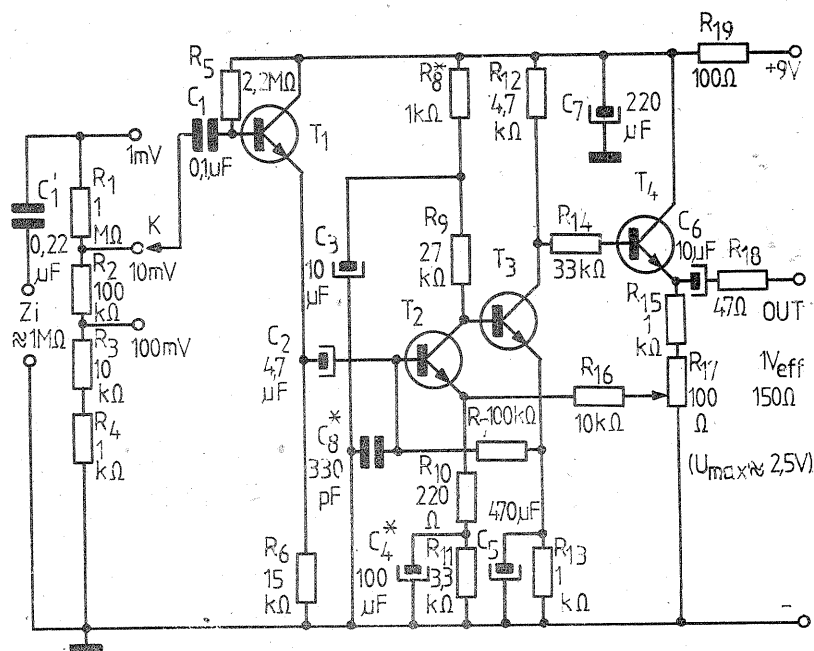 R19
100Ω
+9V
R5
2,2MΩ
C1
0,1µF
T1
R8*
1kΩ
R12
4,7
kΩ
C7
220
µF
1mV
C1'
0,22
µF
R1
1
MΩ
K
10mV
R2
100
kΩ
100mV
Zi
≈1MΩ
R3
10
kΩ
R4
1
kΩ
C3
10
µF
R9
27
kΩ
T3
R14
33kΩ
T4
C6
10µF
R18
47Ω
OUT
T2
C2
4,7
µF
R15
1
kΩ
R16
10kΩ
R17
100
Ω
1Veff
150Ω
(Umax≈2,5V)
C8*
330
pF
R7 100kΩ
R10
220
Ω
470µF
C5
R6
15
kΩ
C4*
100
µF
R11
3,3
kΩ
R13
1
kΩ
-